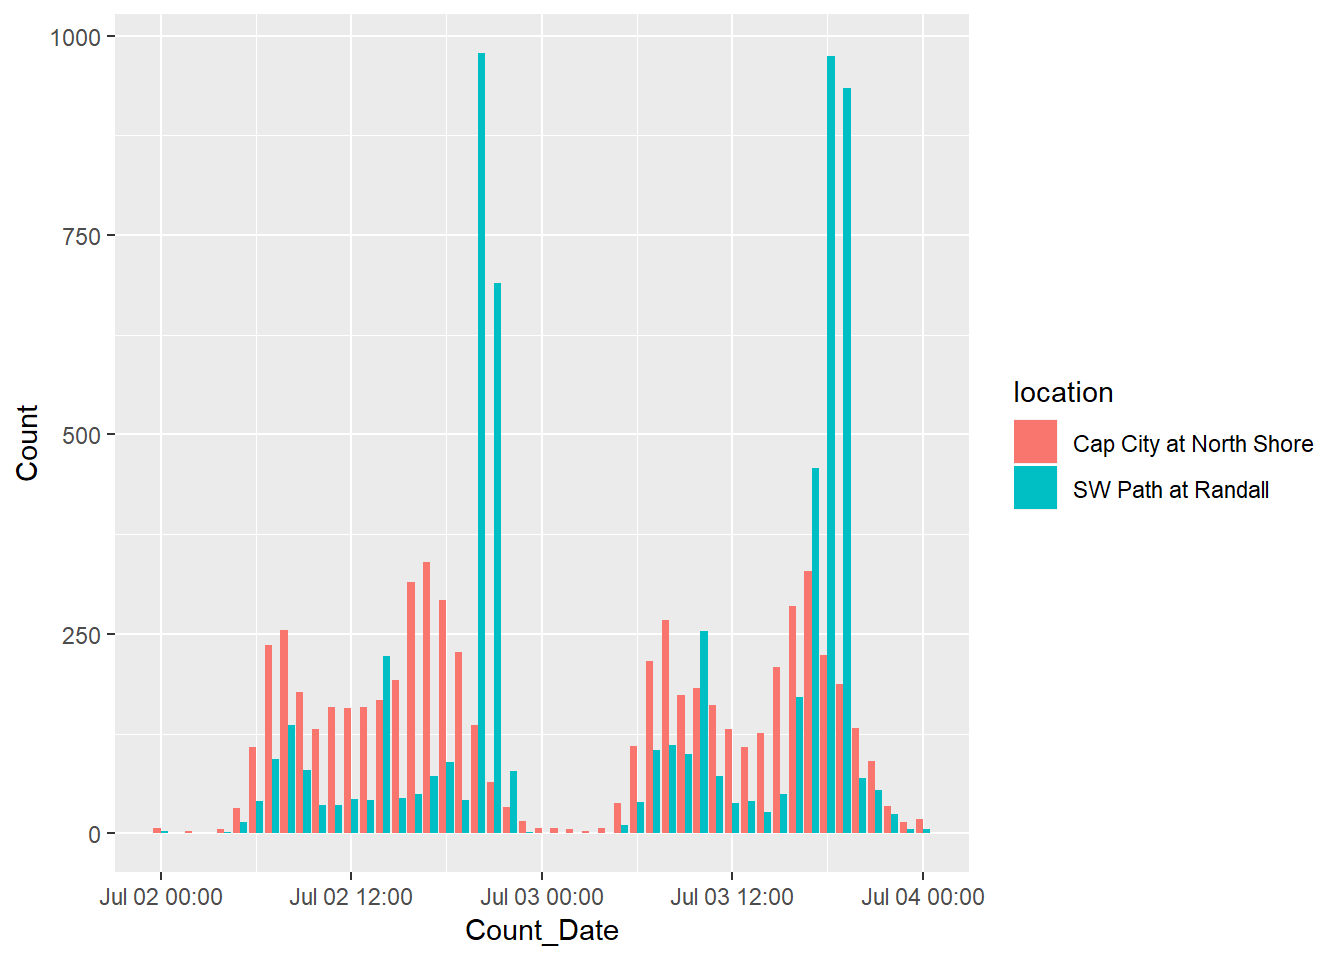 1000
750
500
250
0
Count
Jul 02 00:00
Jul 02 12:00
Jul 03 00:00
Jul 03 12:00
Jul 04 00:00
Count_Date
location
Cap City at North Shore
SW Path at Randall